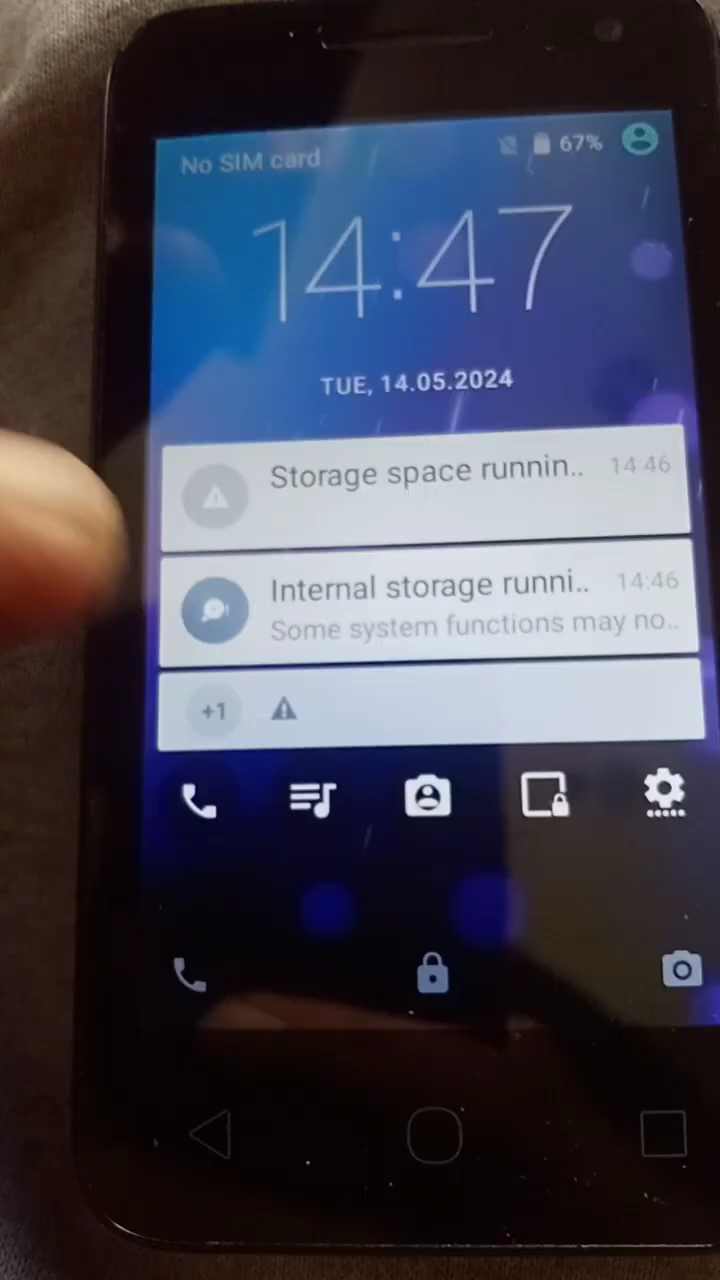 No SIM card 67%
14:47
TUE, 14.05.2024
Storage space runnin.. 14:46
Internal storage runni.. 14:46
Some system functions may no..
+1